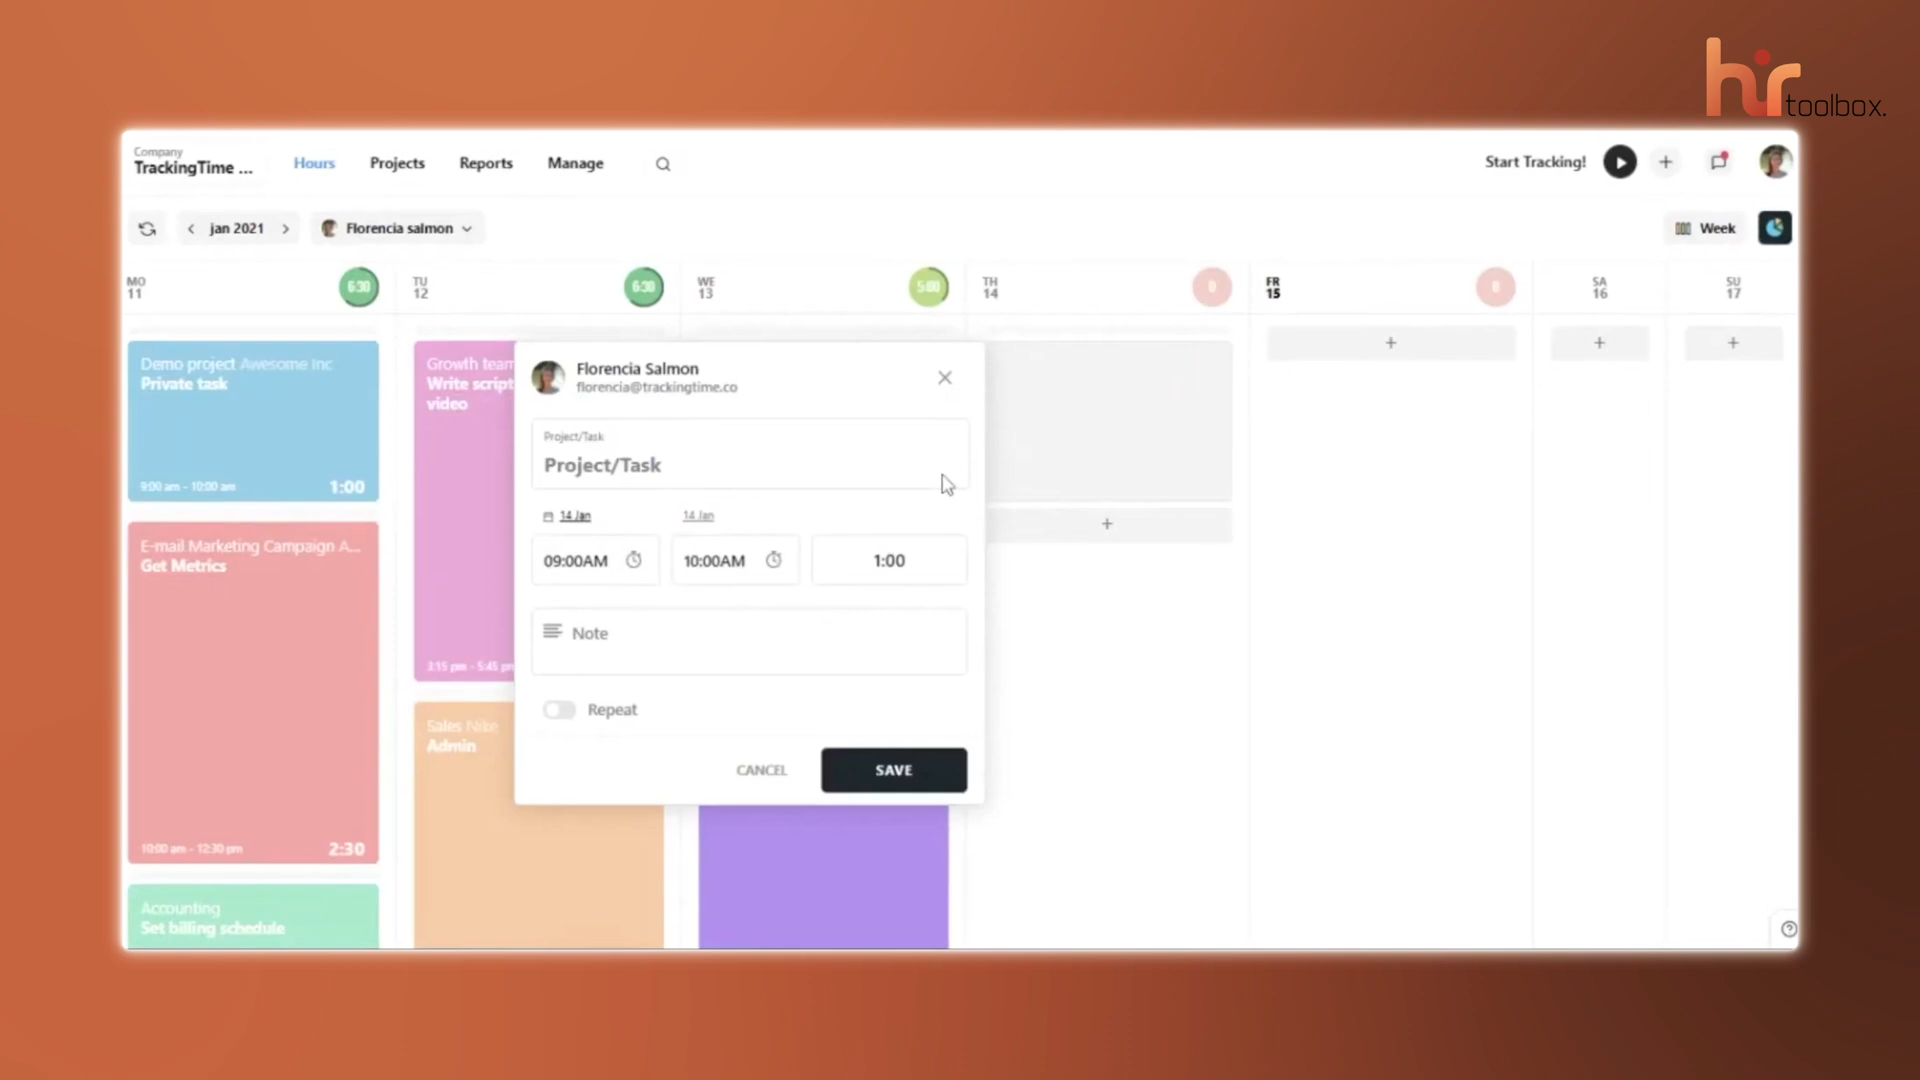 hr toolbox.
Company
TrackingTime ...
Hours
Projects
Reports
Manage
Start Tracking!
jan 2021
Florencia salmon
Week
MO
11
6:30
TU
12
6:30
WE
13
5:00
TH
14
0
FR
15
0
SA
16
SU
17
Demo project Awesome Inc
Private task
9:00 am - 10:00 am
1:00
E-mail Marketing Campaign A...
Get Metrics
10:00 am - 12:30 pm
2:30
Accounting
Set billing schedule
Growth team
Write script
video
3:15 pm - 5:45 pm
Sales Nike
Admin
Florencia Salmon
florencia@trackingtime.co
Project/Task
Project/Task
14 Jan
14 Jan
09:00AM
10:00AM
1:00
Note
Repeat
CANCEL
SAVE